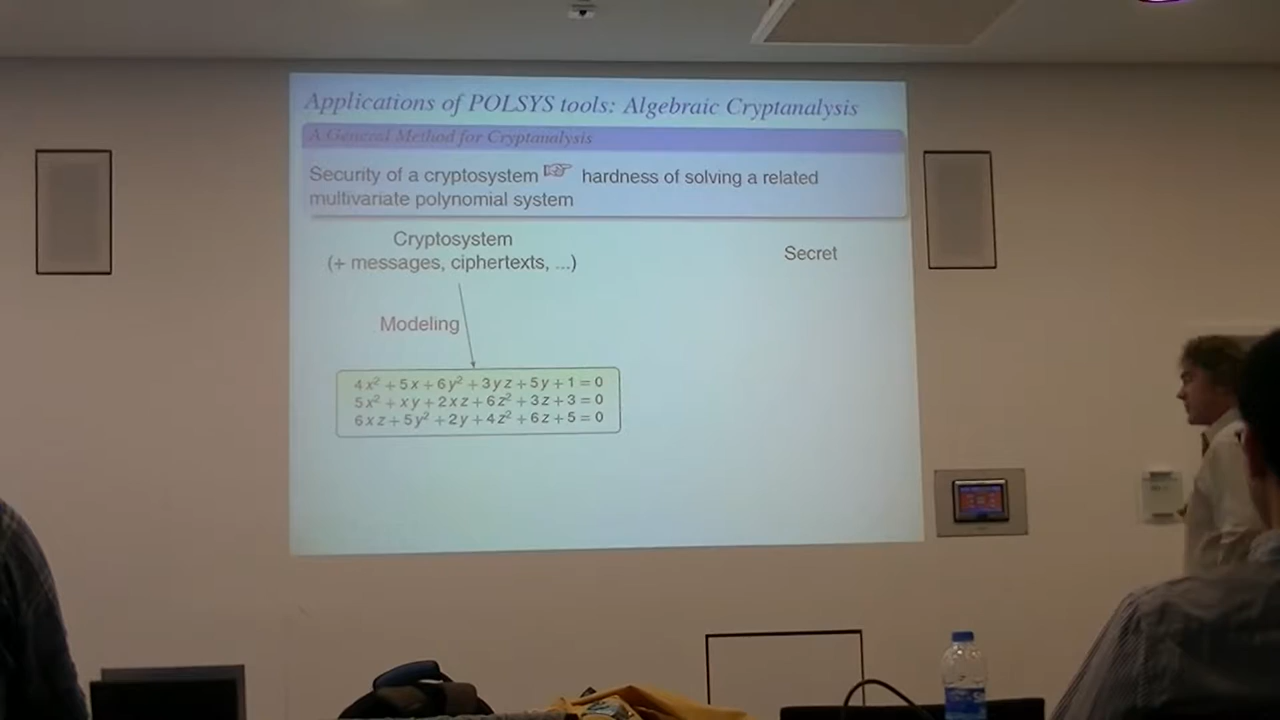 Applications of POLSYS tools: Algebraic Cryptanalysis
A General Method for Cryptanalysis
Security of a cryptosystem ☞ hardness of solving a related
multivariate polynomial system
Cryptosystem
(+ messages, ciphertexts, ...)
Secret
Modeling
4x² + 5x + 6y² + 3yz + 5y + 1 = 0
5x² + xy + 2xz + 6z² + 3z + 3 = 0
6xz + 5y² + 2y + 4z² + 6z + 5 = 0